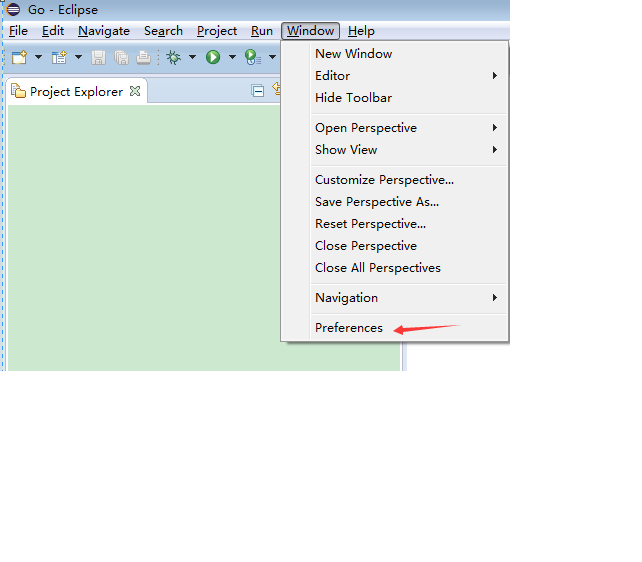 Go - Eclipse
File Edit Navigate Search Project Run Window Help
Project Explorer
New Window
Editor
Hide Toolbar
Open Perspective
Show View
Customize Perspective...
Save Perspective As...
Reset Perspective...
Close Perspective
Close All Perspectives
Navigation
Preferences